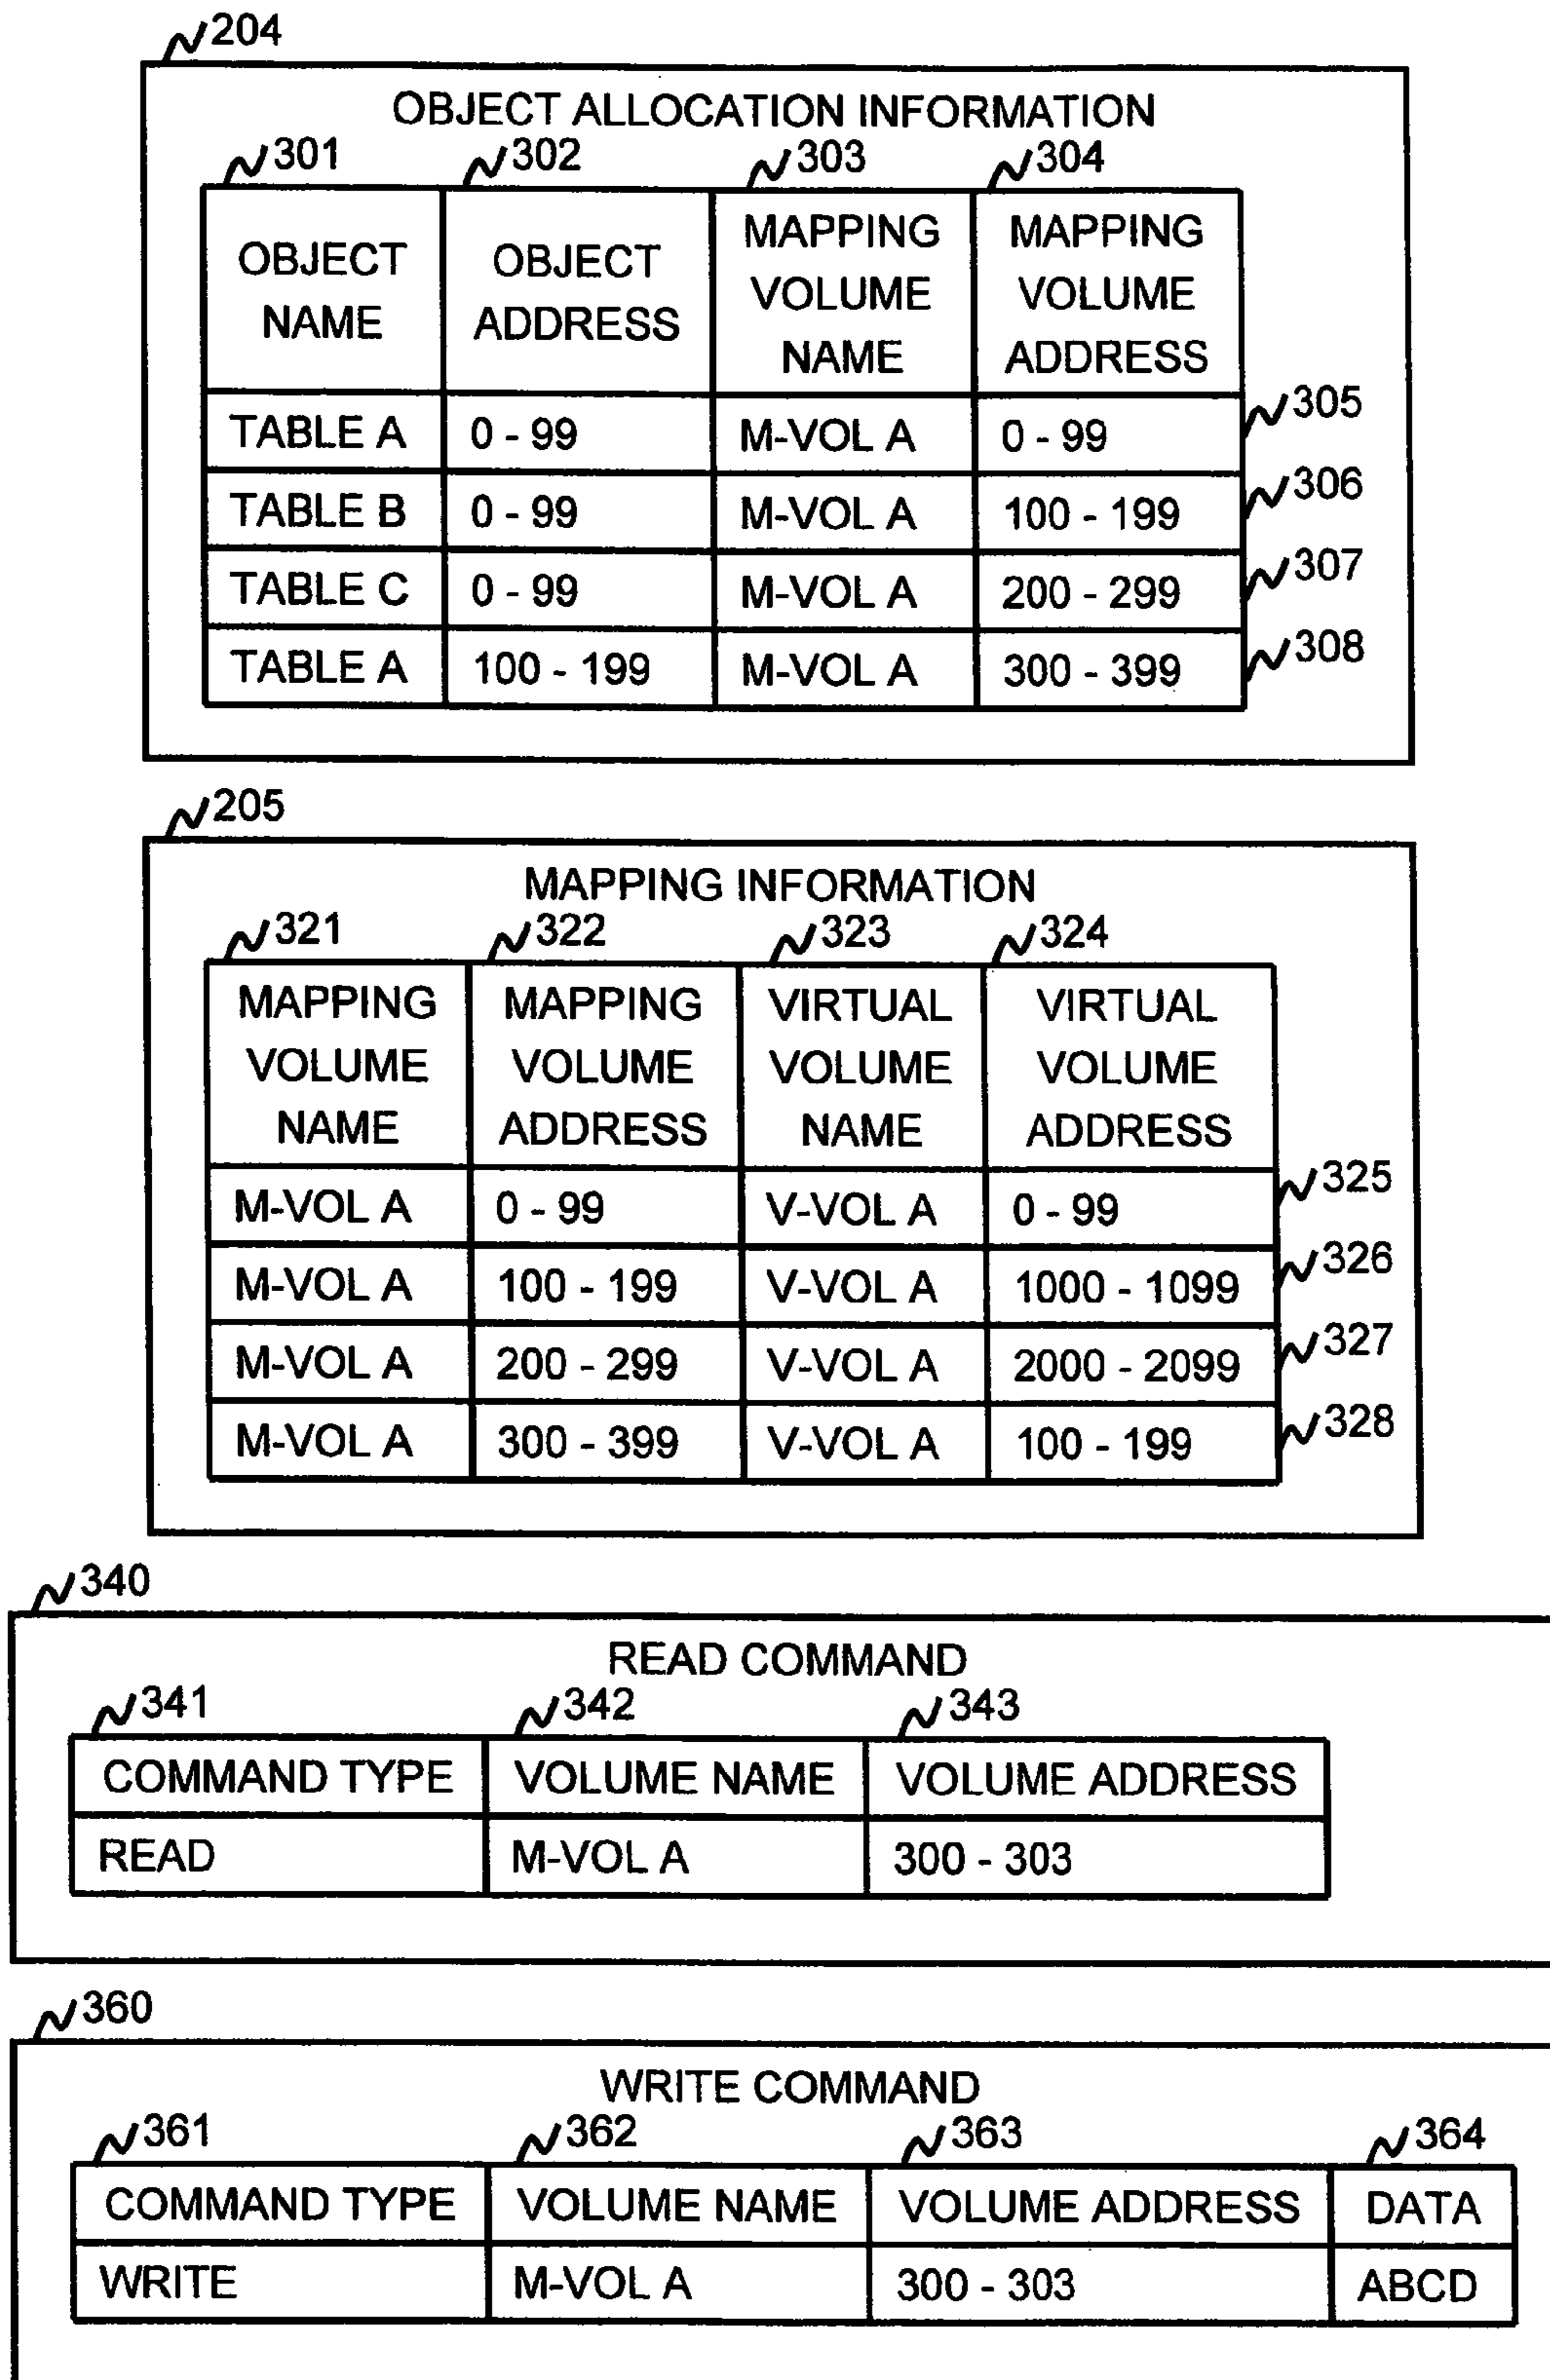 204
OBJECT ALLOCATION INFORMATION
301 302 303 304
OBJECT NAME OBJECT ADDRESS MAPPING VOLUME NAME MAPPING VOLUME ADDRESS
TABLE A 0 - 99 M-VOL A 0 - 99 305
TABLE B 0 - 99 M-VOL A 100 - 199 306
TABLE C 0 - 99 M-VOL A 200 - 299 307
TABLE A 100 - 199 M-VOL A 300 - 399 308
205
MAPPING INFORMATION
321 322 323 324
MAPPING VOLUME NAME MAPPING VOLUME ADDRESS VIRTUAL VOLUME NAME VIRTUAL VOLUME ADDRESS
M-VOL A 0 - 99 V-VOL A 0 - 99 325
M-VOL A 100 - 199 V-VOL A 1000 - 1099 326
M-VOL A 200 - 299 V-VOL A 2000 - 2099 327
M-VOL A 300 - 399 V-VOL A 100 - 199 328
340
READ COMMAND
341 342 343
COMMAND TYPE VOLUME NAME VOLUME ADDRESS
READ M-VOL A 300 - 303
360
WRITE COMMAND
361 362 363 364
COMMAND TYPE VOLUME NAME VOLUME ADDRESS DATA
WRITE M-VOL A 300 - 303 ABCD